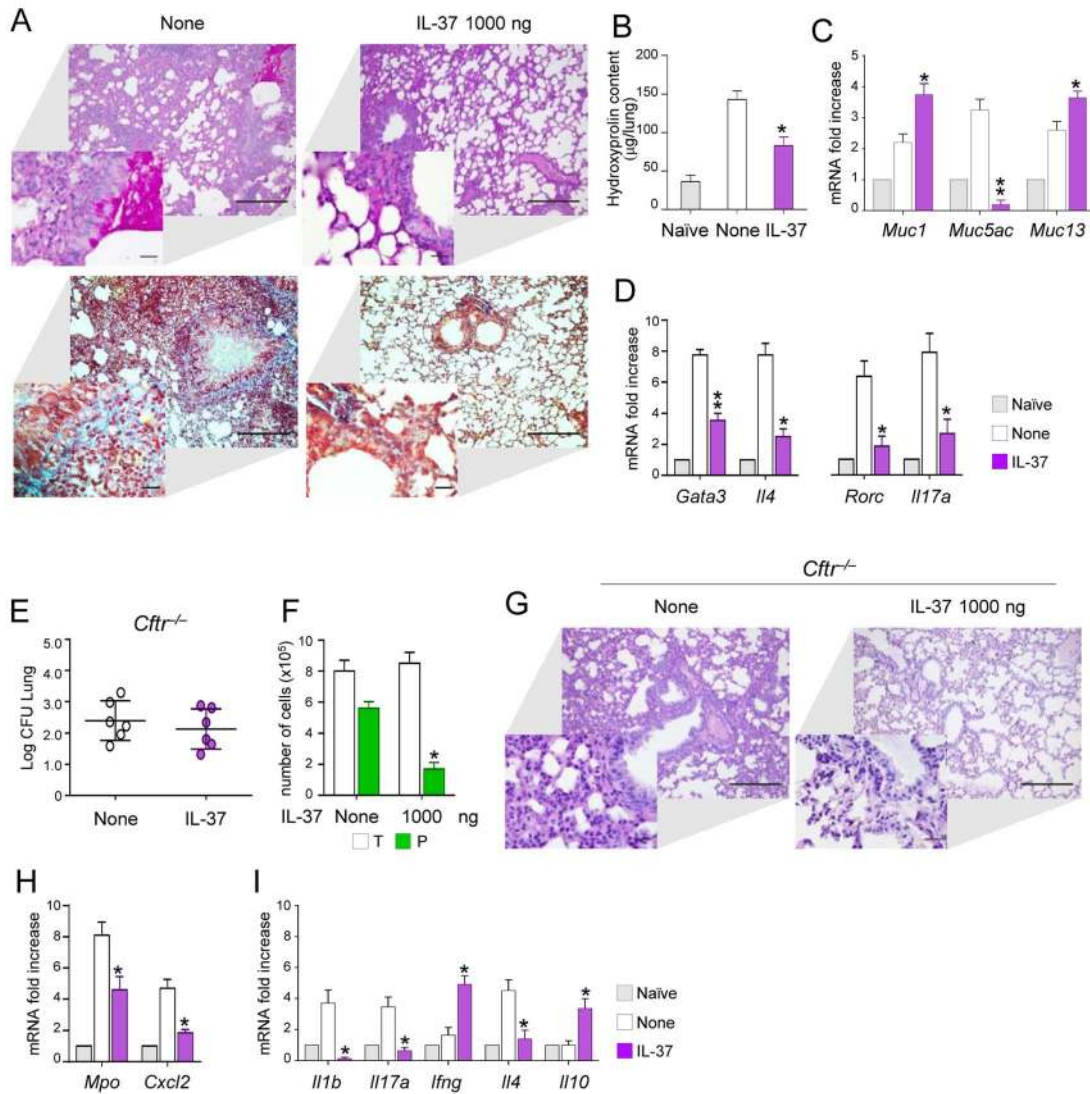 A
None
IL-37 1000 ng
B
Hydroxyprolin content
(µg/lung)
200
150
100
50
0
Naïve None IL-37
*
C
mRNA fold increase
5
4
3
2
1
0
*
**
*
Muc1 Muc5ac Muc13
D
mRNA fold increase
10
8
6
4
2
0
**
*
*
*
Gata3 Il4 Rorc Il17a
Naïve
None
IL-37
E
Cftr–/–
Log CFU Lung
5.0
4.0
3.0
2.0
1.0
0
None IL-37
F
number of cells (x10⁵)
10
8
6
4
2
0
*
IL-37 None 1000 ng
T P
G
Cftr–/–
None
IL-37 1000 ng
H
mRNA fold increase
10
8
6
4
2
0
*
*
Mpo Cxcl2
I
mRNA fold increase
10
8
6
4
2
0
*
*
*
*
*
Il1b Il17a Ifng Il4 Il10
Naïve
None
IL-37